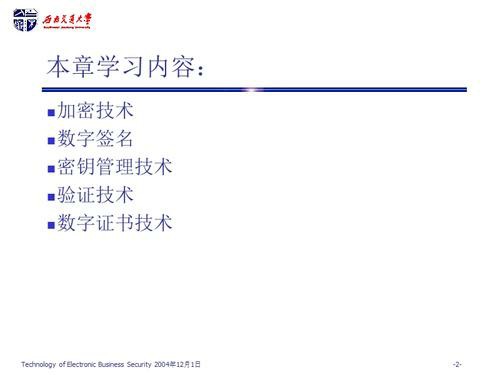 西南交通大学
Southwest Jiaotong University
本章学习内容：
加密技术
数字签名
密钥管理技术
验证技术
数字证书技术
Technology of Electronic Business Security 2004年12月1日
-2-